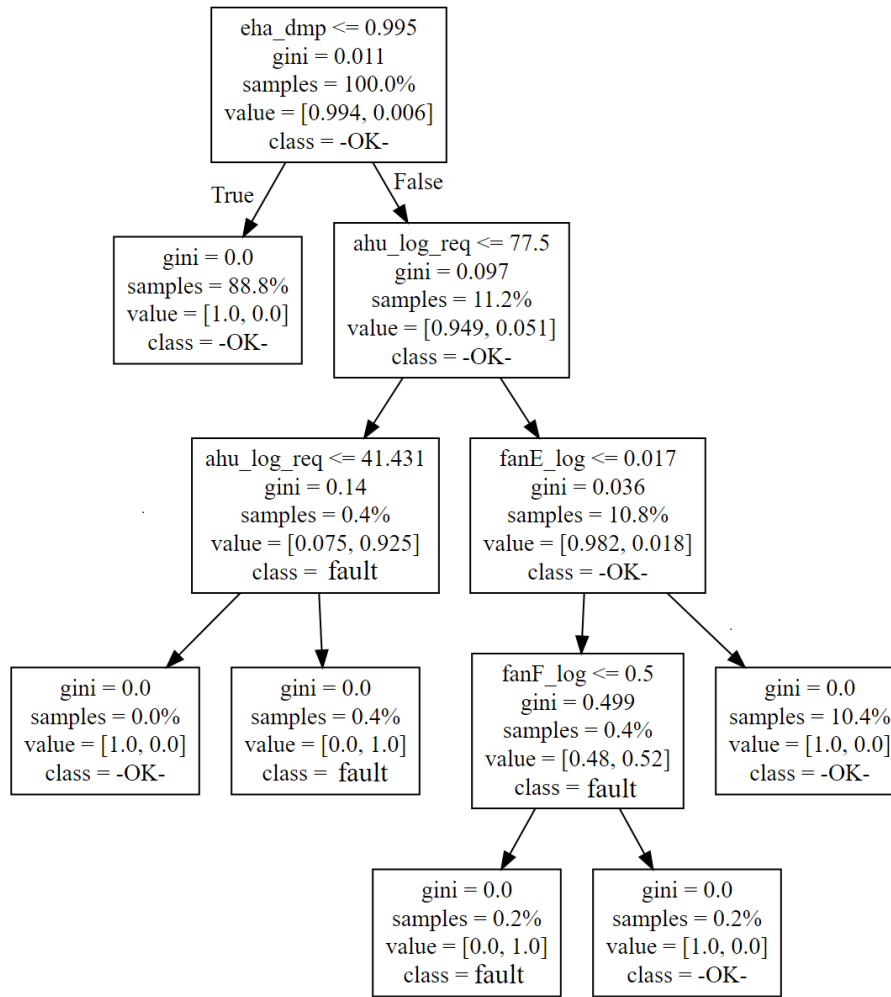 eha_dmp <= 0.995
gini = 0.011
samples = 100.0%
value = [0.994, 0.006]
class = -OK-
True
False
gini = 0.0
samples = 88.8%
value = [1.0, 0.0]
class = -OK-
ahu_log_req <= 77.5
gini = 0.097
samples = 11.2%
value = [0.949, 0.051]
class = -OK-
ahu_log_req <= 41.431
gini = 0.14
samples = 0.4%
value = [0.075, 0.925]
class = fault
fanE_log <= 0.017
gini = 0.036
samples = 10.8%
value = [0.982, 0.018]
class = -OK-
gini = 0.0
samples = 0.0%
value = [1.0, 0.0]
class = -OK-
gini = 0.0
samples = 0.4%
value = [0.0, 1.0]
class = fault
fanF_log <= 0.5
gini = 0.499
samples = 0.4%
value = [0.48, 0.52]
class = fault
gini = 0.0
samples = 10.4%
value = [1.0, 0.0]
class = -OK-
gini = 0.0
samples = 0.2%
value = [0.0, 1.0]
class = fault
gini = 0.0
samples = 0.2%
value = [1.0, 0.0]
class = -OK-